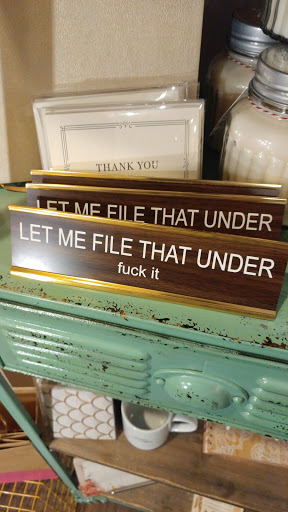 THANK YOU
LET ME FILE THAT UNDER
LET ME FILE THAT UNDER
fuck it